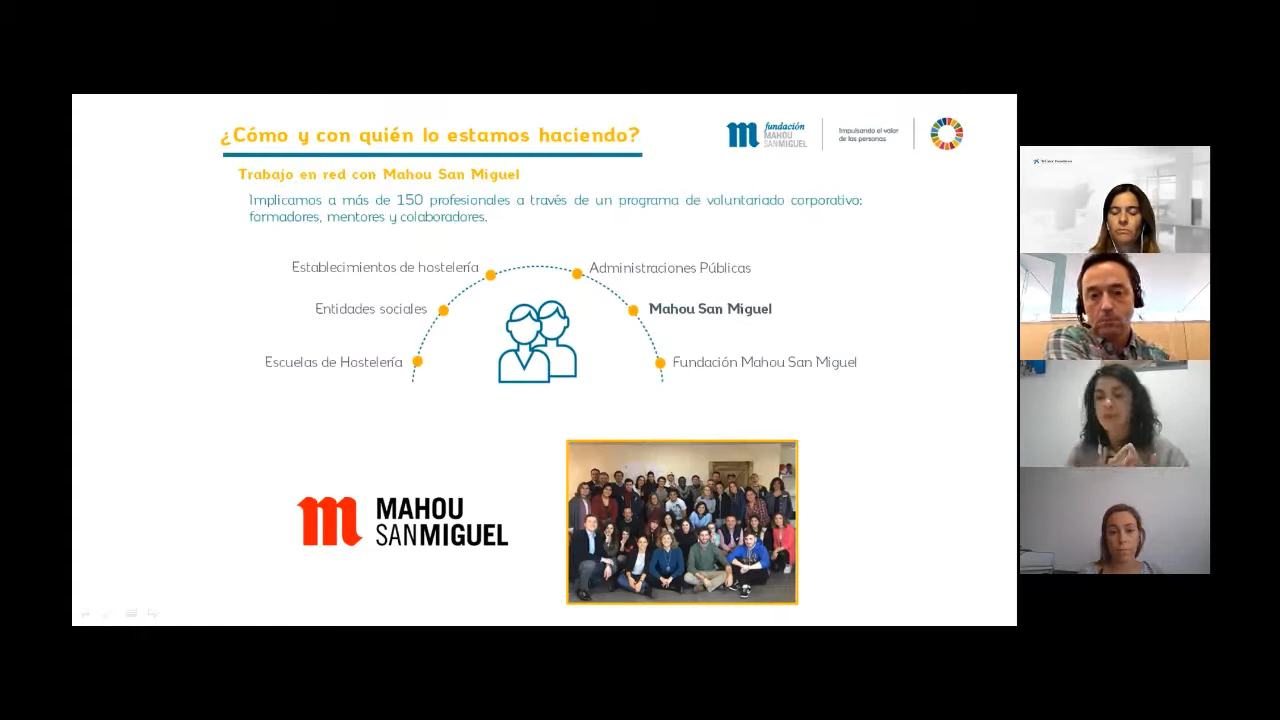 ¿Cómo y con quién lo estamos haciendo?
fundación
MAHOU
SANMIGUEL
Impulsando el valor
de las personas
Trabajo en red con Mahou San Miguel
Implicamos a más de 150 profesionales a través de un programa de voluntariado corporativo:
formadores, mentores y colaboradores.
Establecimientos de hostelería
Administraciones Públicas
Entidades sociales
Mahou San Miguel
Escuelas de Hostelería
Fundación Mahou San Miguel
MAHOU
SANMIGUEL